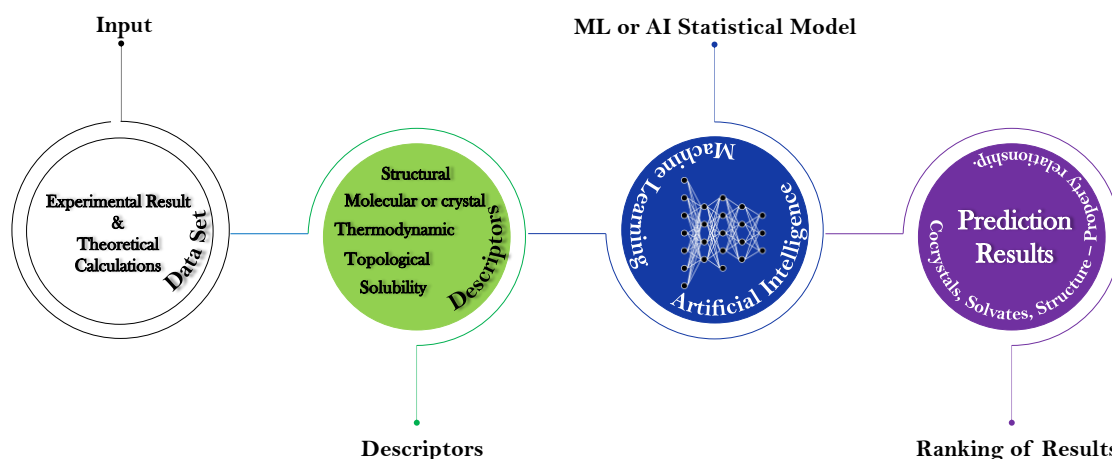 Input
ML or AI Statistical Model
Experimental Result
&
Theoretical
Calculations
Data Set
Structural
Molecular or crystal
Thermodynamic
Topological
Solubility
Descriptors
Machine Learning
Artificial Intelligence
Prediction
Results
Cocrystals, Solvates, Structure – Property relationship.
Descriptors
Ranking of Results